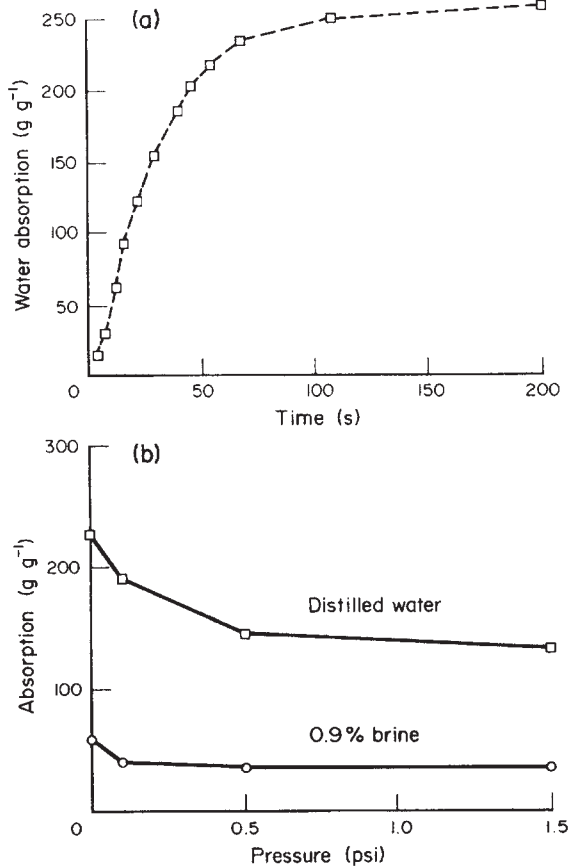 (a)
250
200
150
100
50
0
50
100
150
200
Water absorption (g g⁻¹)
Time (s)
(b)
300
200
100
0
0.5
1.0
1.5
Absorption (g g⁻¹)
Distilled water
0.9% brine
Pressure (psi)